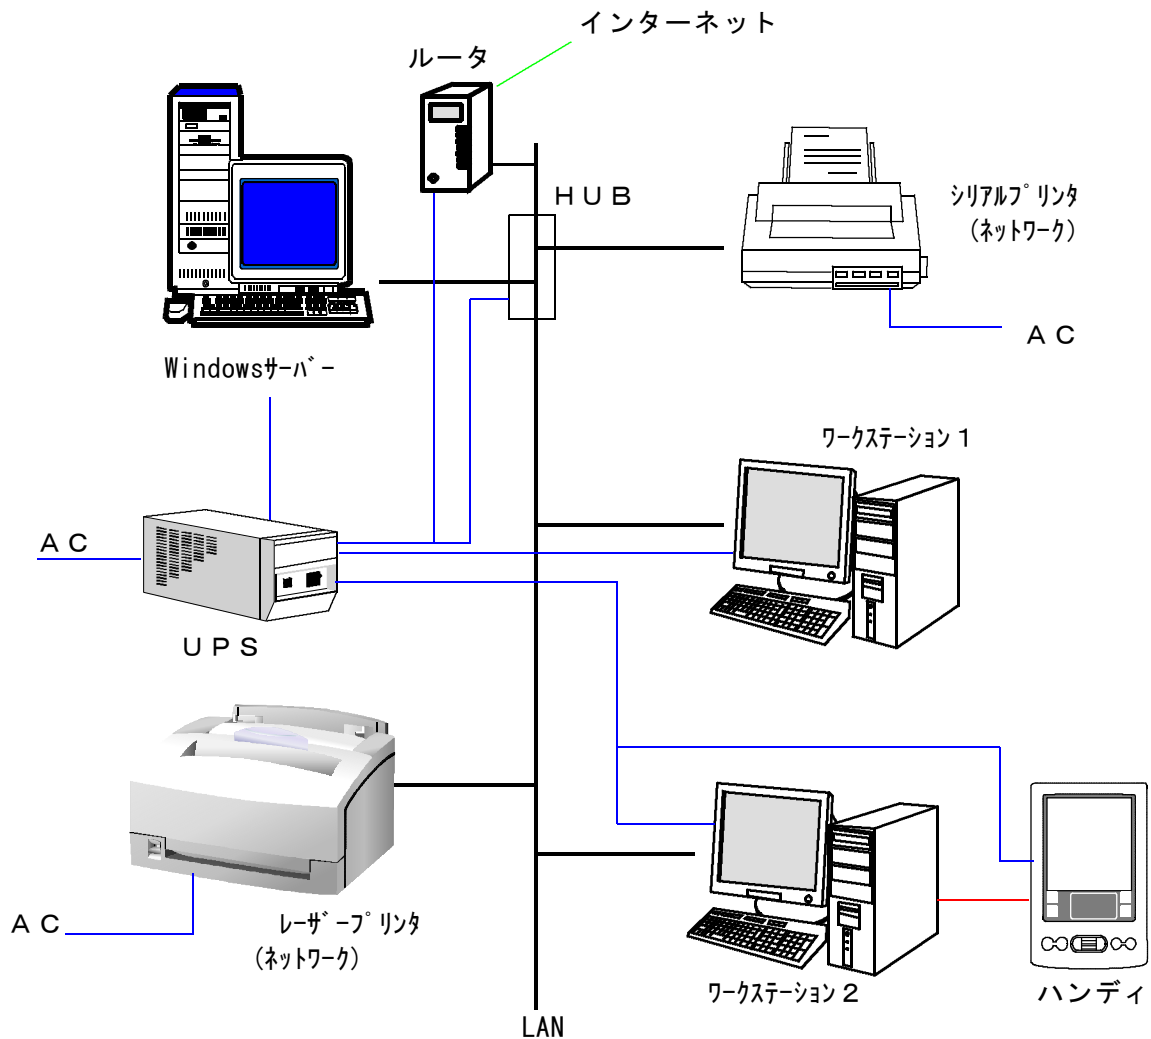 インターネット
ルータ
ＨＵＢ
ｼﾘｱﾙﾌﾟﾘﾝﾀ
(ﾈｯﾄﾜｰｸ)
ＡＣ
Windowsｻｰﾊﾞｰ
ﾜｰｸｽﾃｰｼｮﾝ１
ＡＣ
ＵＰＳ
ＡＣ
ﾚｰｻﾞｰﾌﾟﾘﾝﾀ
(ﾈｯﾄﾜｰｸ)
ﾜｰｸｽﾃｰｼｮﾝ２
ハンディ
LAN